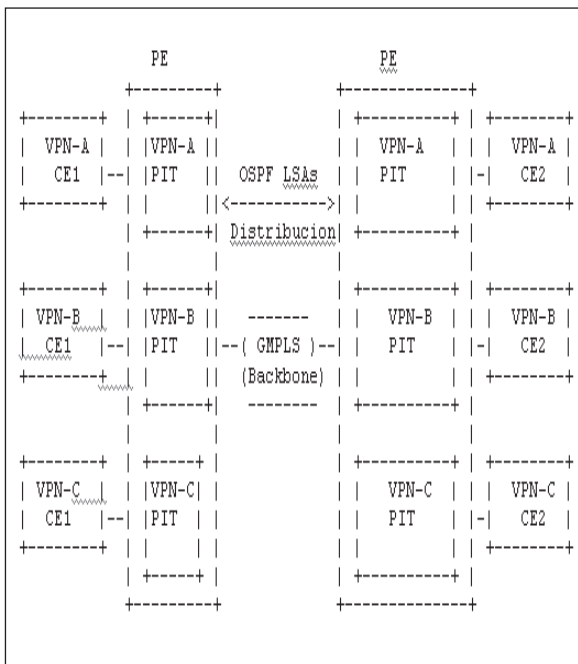 PE PE
+---------+ +-------------+
+--------+ | +------+| | +----------+ | +--------+
| VPN-A | | |VPN-A || | | VPN-A | | | VPN-A |
| CE1 |--| |PIT || OSPF LSAs | | PIT | |-| CE2 |
+--------+ | | ||<----------->| | | | +--------+
| +------+| Distribucion| +----------+ |
| | | |
+--------+ | +------+| ------- | +----------+ | +--------+
| VPN-B | | |VPN-B || ------- | | VPN-B | | | VPN-B |
| CE1 |--| |PIT ||--( GMPLS )--| | PIT | |-| CE2 |
+--------+ | | || (Backbone) | | | | +--------+
| +------+| -------- | +----------+ |
| | | |
+--------+ | +-----+ | | +----------+ | +--------+
| VPN-C | | |VPN-C| | | | VPN-C | | | VPN-C |
| CE1 |--| |PIT | | | | PIT | |-| CE2 |
+--------+ | | | | | | | | +--------+
| +-----+ | | +----------+ |
+---------+ +-------------+